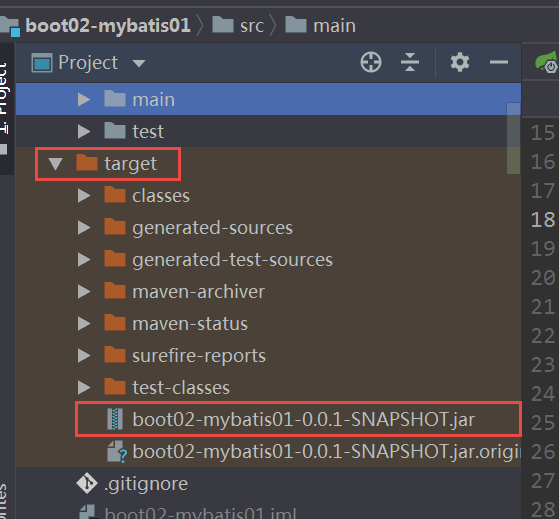 boot02-mybatis01 src main
Project
1: Project
main
test
target
classes
generated-sources
generated-test-sources
maven-archiver
maven-status
surefire-reports
test-classes
boot02-mybatis01-0.0.1-SNAPSHOT.jar
boot02-mybatis01-0.0.1-SNAPSHOT.jar.origi
.gitignore
boot02-mybatis01.iml
15
16
17
18
19
20
21
22
23
24
25
26
27
28